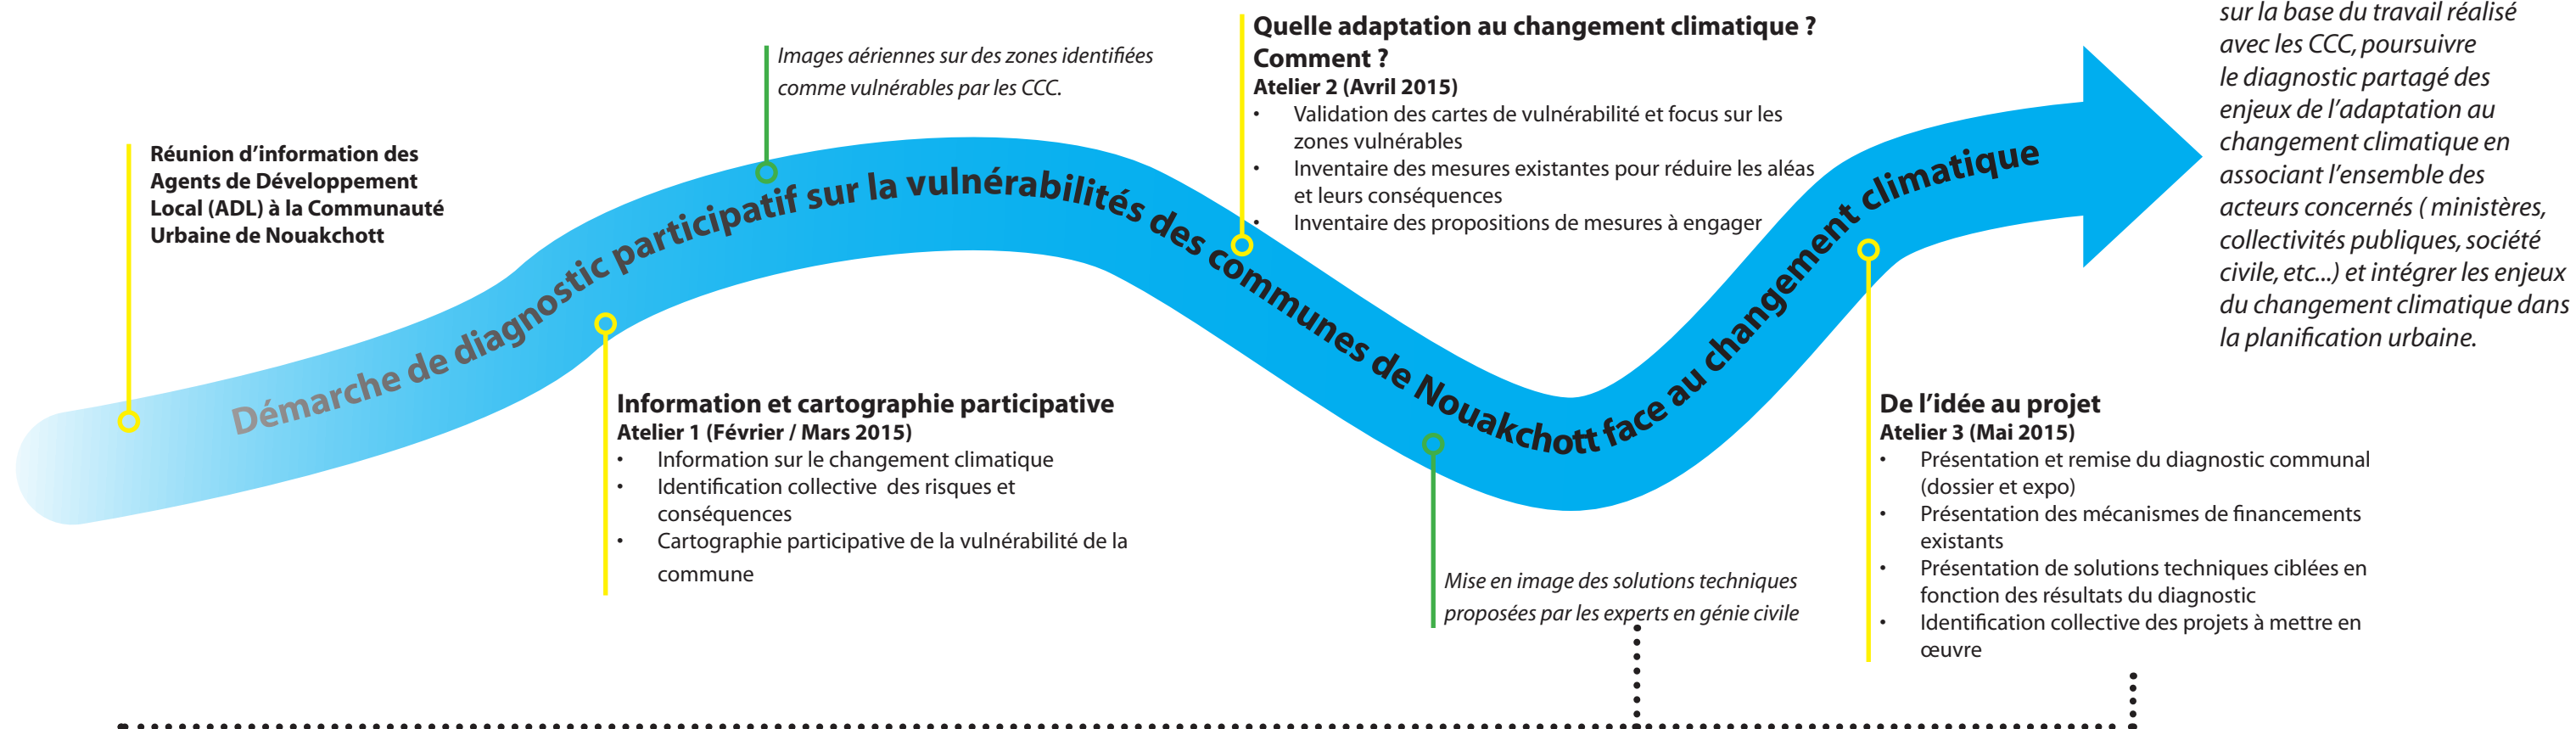 Réunion d'information des
Agents de Développement
Local (ADL) à la Communauté
Urbaine de Nouakchott
Images aériennes sur des zones identifiées
comme vulnérables par les CCC.
Quelle adaptation au changement climatique ?
Comment ?
Atelier 2 (Avril 2015)
• Validation des cartes de vulnérabilité et focus sur les
zones vulnérables
• Inventaire des mesures existantes pour réduire les aléas
et leurs conséquences
• Inventaire des propositions de mesures à engager
sur la base du travail réalisé
avec les CCC, poursuivre
le diagnostic partagé des
enjeux de l'adaptation au
changement climatique en
associant l'ensemble des
acteurs concernés ( ministères,
collectivités publiques, société
civile, etc...) et intégrer les enjeux
du changement climatique dans
la planification urbaine.
Démarche de diagnostic participatif sur la vulnérabilités des communes de Nouakchott face au changement climatique
Information et cartographie participative
Atelier 1 (Février / Mars 2015)
• Information sur le changement climatique
• Identification collective des risques et
conséquences
• Cartographie participative de la vulnérabilité de la
commune
Mise en image des solutions techniques
proposées par les experts en génie civile
De l'idée au projet
Atelier 3 (Mai 2015)
• Présentation et remise du diagnostic communal
(dossier et expo)
• Présentation des mécanismes de financements
existants
• Présentation de solutions techniques ciblées en
fonction des résultats du diagnostic
• Identification collective des projets à mettre en
œuvre